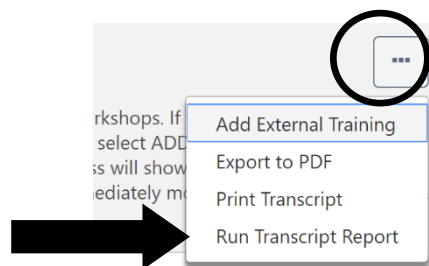 ...
rkshops. If
select ADD
ss will show
ediately mo
Add External Training
Export to PDF
Print Transcript
Run Transcript Report